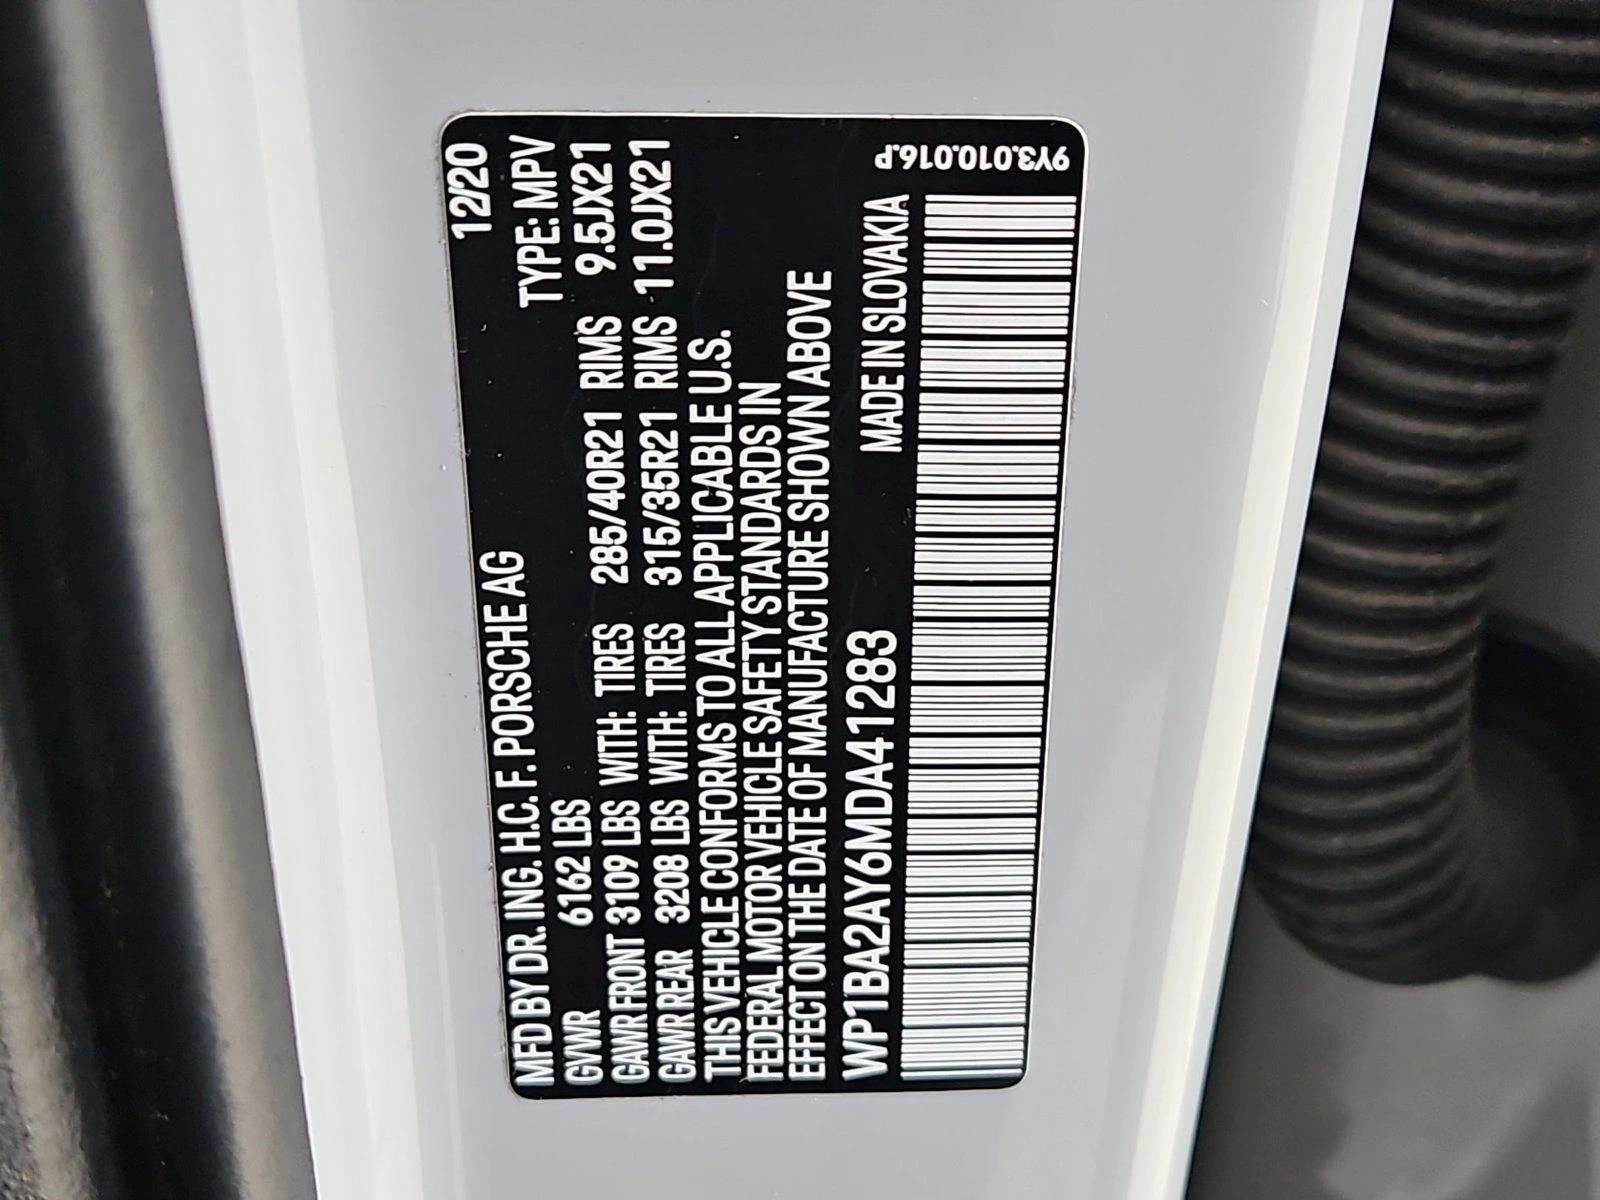 MFD BY DR. ING. H.C. F. PORSCHE AG 12/20
GVWR 6162 LBS TYPE: MPV
GAWR FRONT 3109 LBS WITH: TIRES 285/40R21 RIMS 9.5JX21
GAWR REAR 3208 LBS WITH: TIRES 315/35R21 RIMS 11.0JX21
THIS VEHICLE CONFORMS TO ALL APPLICABLE U.S.
FEDERAL MOTOR VEHICLE SAFETY STANDARDS IN
EFFECT ON THE DATE OF MANUFACTURE SHOWN ABOVE
WP1BA2AY6MDA41283 MADE IN SLOVAKIA
9Y3.010.016.P